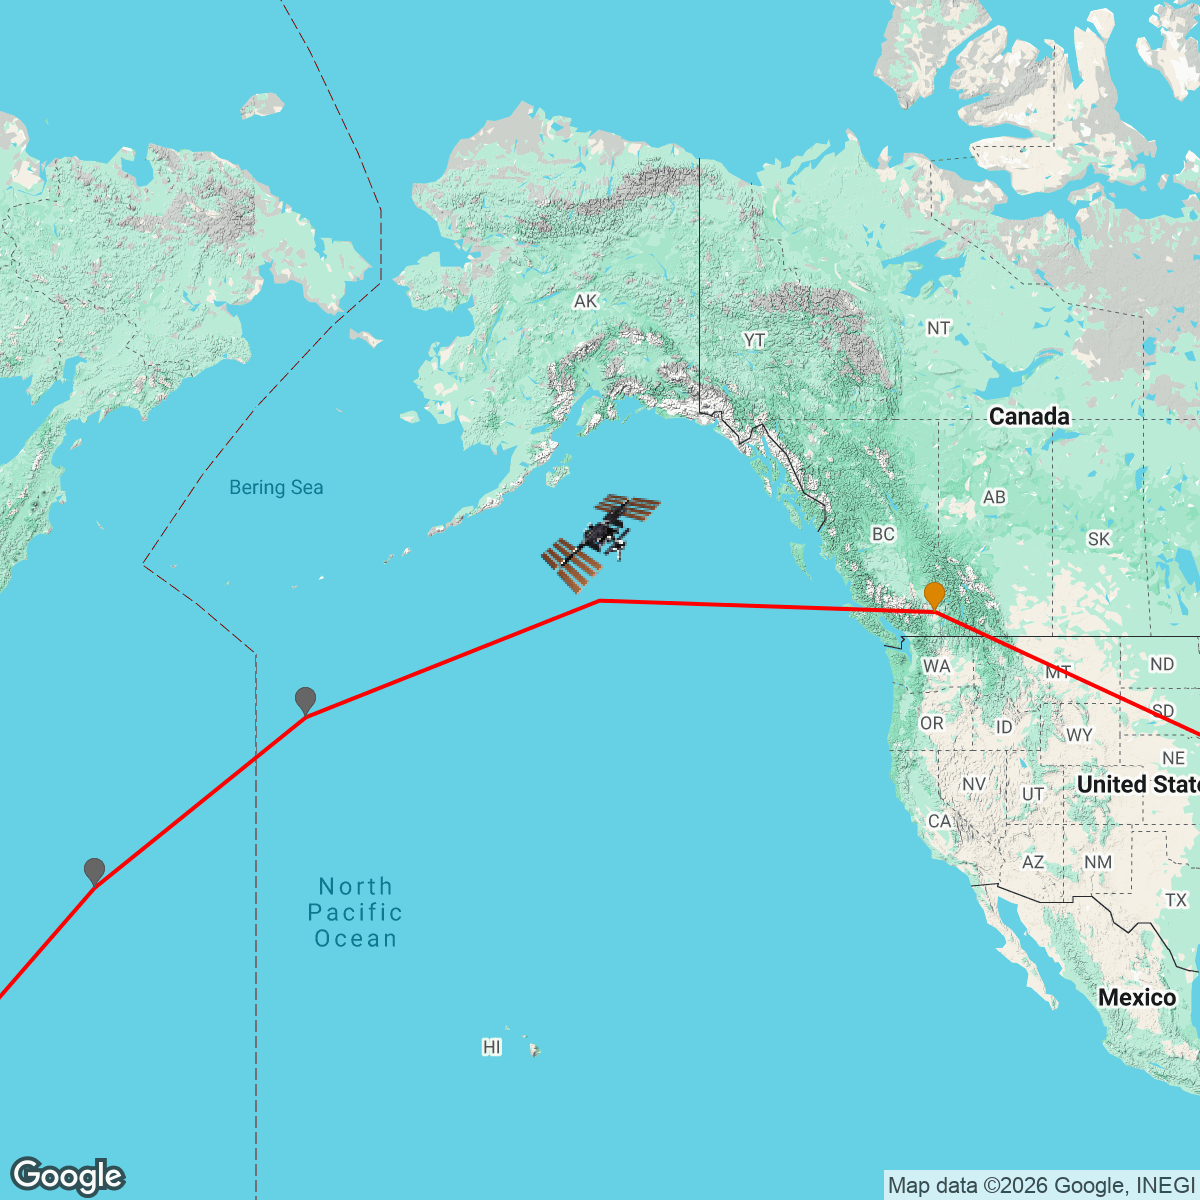 AK
YT
NT
Canada
Bering Sea
AB
BC
SK
WA
MT
ND
OR
ID
SD
WY
NE
NV
UT
United State
CA
AZ
NM
TX
North
Pacific
Ocean
Mexico
HI
Google
Map data ©2026 Google, INEGI